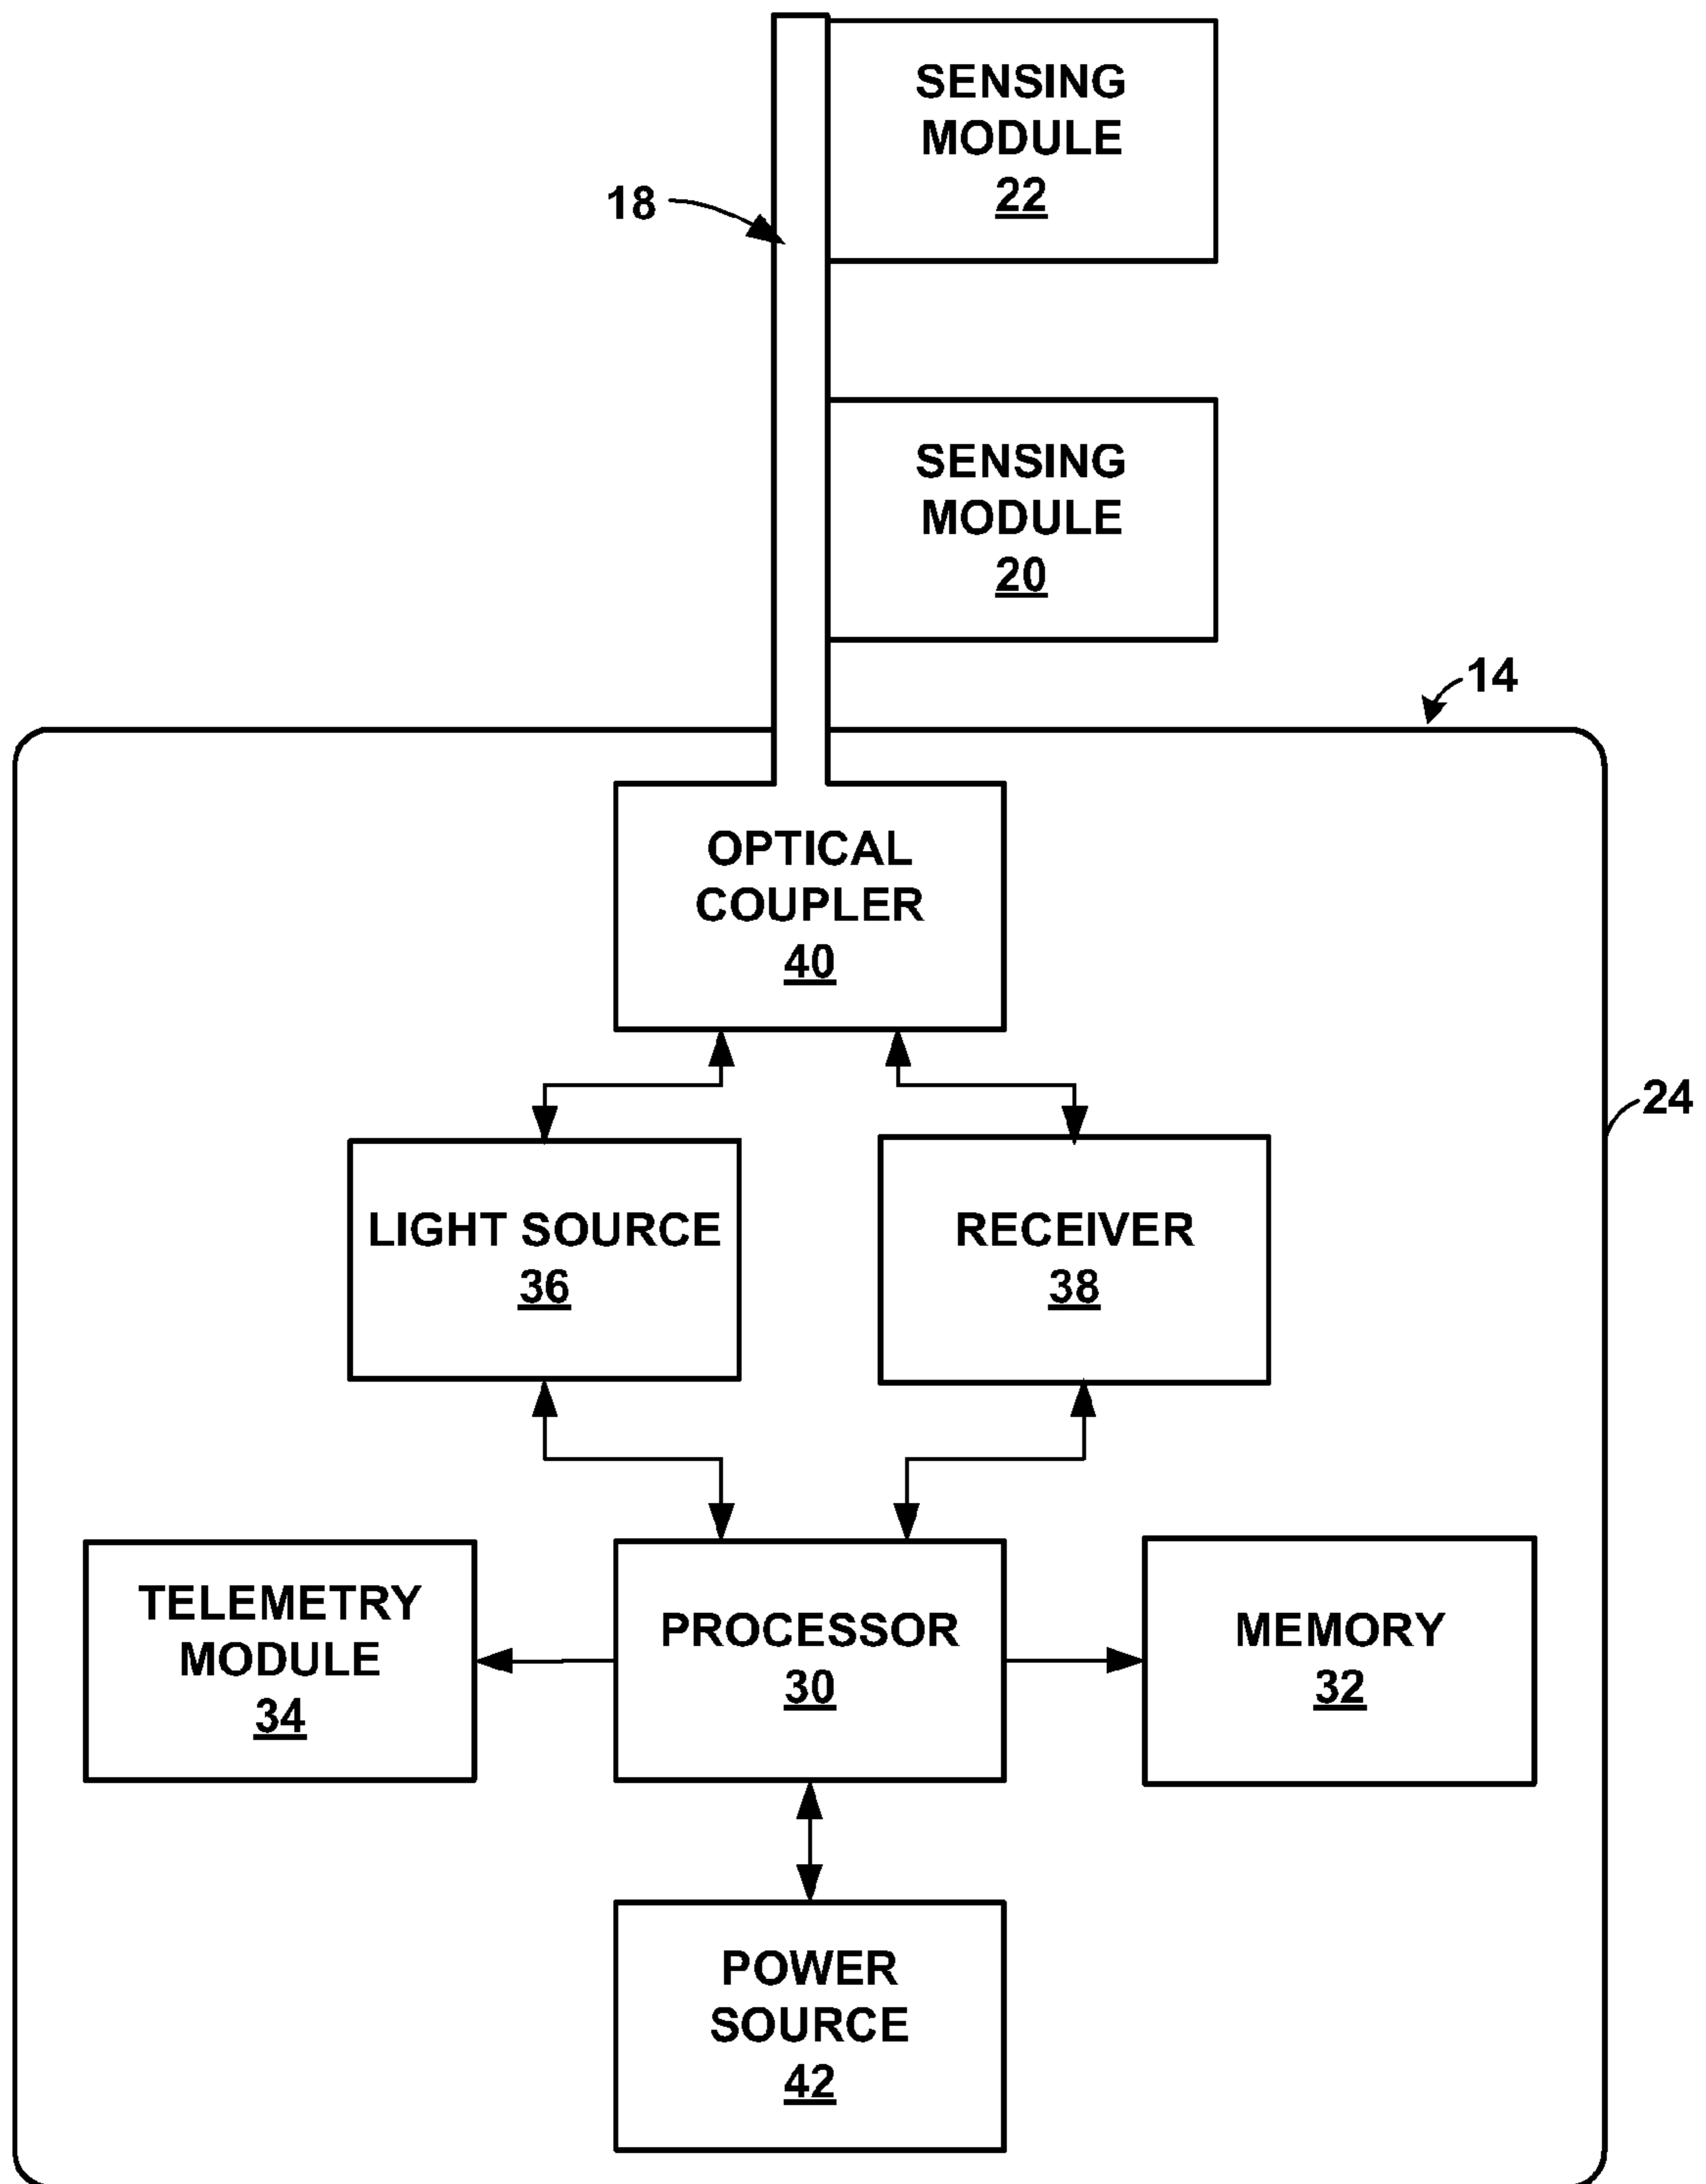 SENSING
MODULE
22
18
SENSING
MODULE
20
14
OPTICAL
COUPLER
40
24
LIGHT SOURCE
36
RECEIVER
38
TELEMETRY
MODULE
34
PROCESSOR
30
MEMORY
32
POWER
SOURCE
42